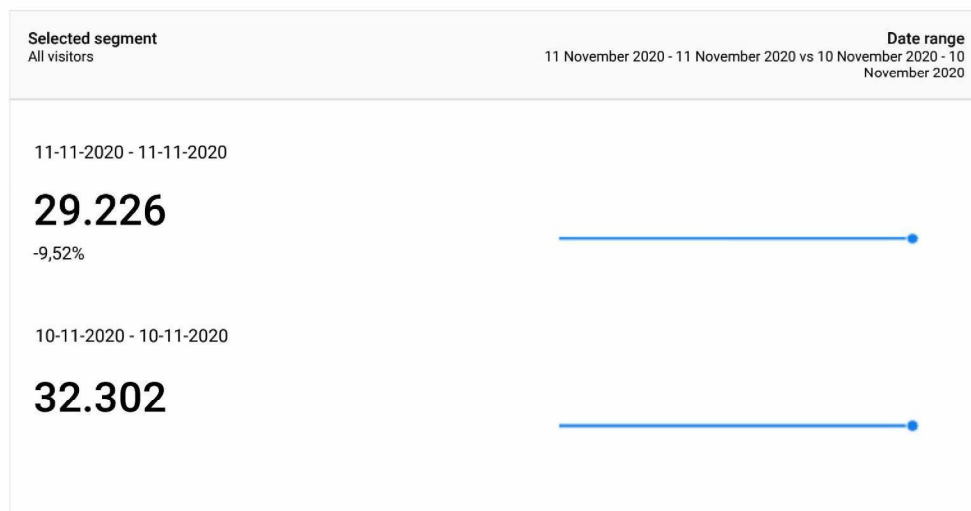 Selected segment
All visitors
Date range
11 November 2020 - 11 November 2020 vs 10 November 2020 - 10
November 2020
11-11-2020 - 11-11-2020
29.226
-9,52%
10-11-2020 - 10-11-2020
32.302